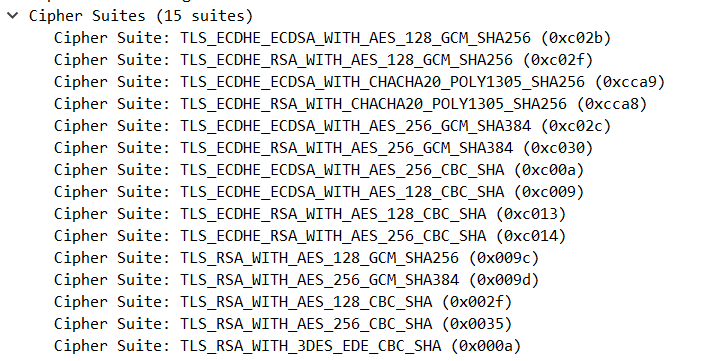 Cipher Suites (15 suites)
Cipher Suite: TLS_ECDHE_ECDSA_WITH_AES_128_GCM_SHA256 (0xc02b)
Cipher Suite: TLS_ECDHE_RSA_WITH_AES_128_GCM_SHA256 (0xc02f)
Cipher Suite: TLS_ECDHE_ECDSA_WITH_CHACHA20_POLY1305_SHA256 (0xcca9)
Cipher Suite: TLS_ECDHE_RSA_WITH_CHACHA20_POLY1305_SHA256 (0xcca8)
Cipher Suite: TLS_ECDHE_ECDSA_WITH_AES_256_GCM_SHA384 (0xc02c)
Cipher Suite: TLS_ECDHE_RSA_WITH_AES_256_GCM_SHA384 (0xc030)
Cipher Suite: TLS_ECDHE_ECDSA_WITH_AES_256_CBC_SHA (0xc00a)
Cipher Suite: TLS_ECDHE_ECDSA_WITH_AES_128_CBC_SHA (0xc009)
Cipher Suite: TLS_ECDHE_RSA_WITH_AES_128_CBC_SHA (0xc013)
Cipher Suite: TLS_ECDHE_RSA_WITH_AES_256_CBC_SHA (0xc014)
Cipher Suite: TLS_RSA_WITH_AES_128_GCM_SHA256 (0x009c)
Cipher Suite: TLS_RSA_WITH_AES_256_GCM_SHA384 (0x009d)
Cipher Suite: TLS_RSA_WITH_AES_128_CBC_SHA (0x002f)
Cipher Suite: TLS_RSA_WITH_AES_256_CBC_SHA (0x0035)
Cipher Suite: TLS_RSA_WITH_3DES_EDE_CBC_SHA (0x000a)